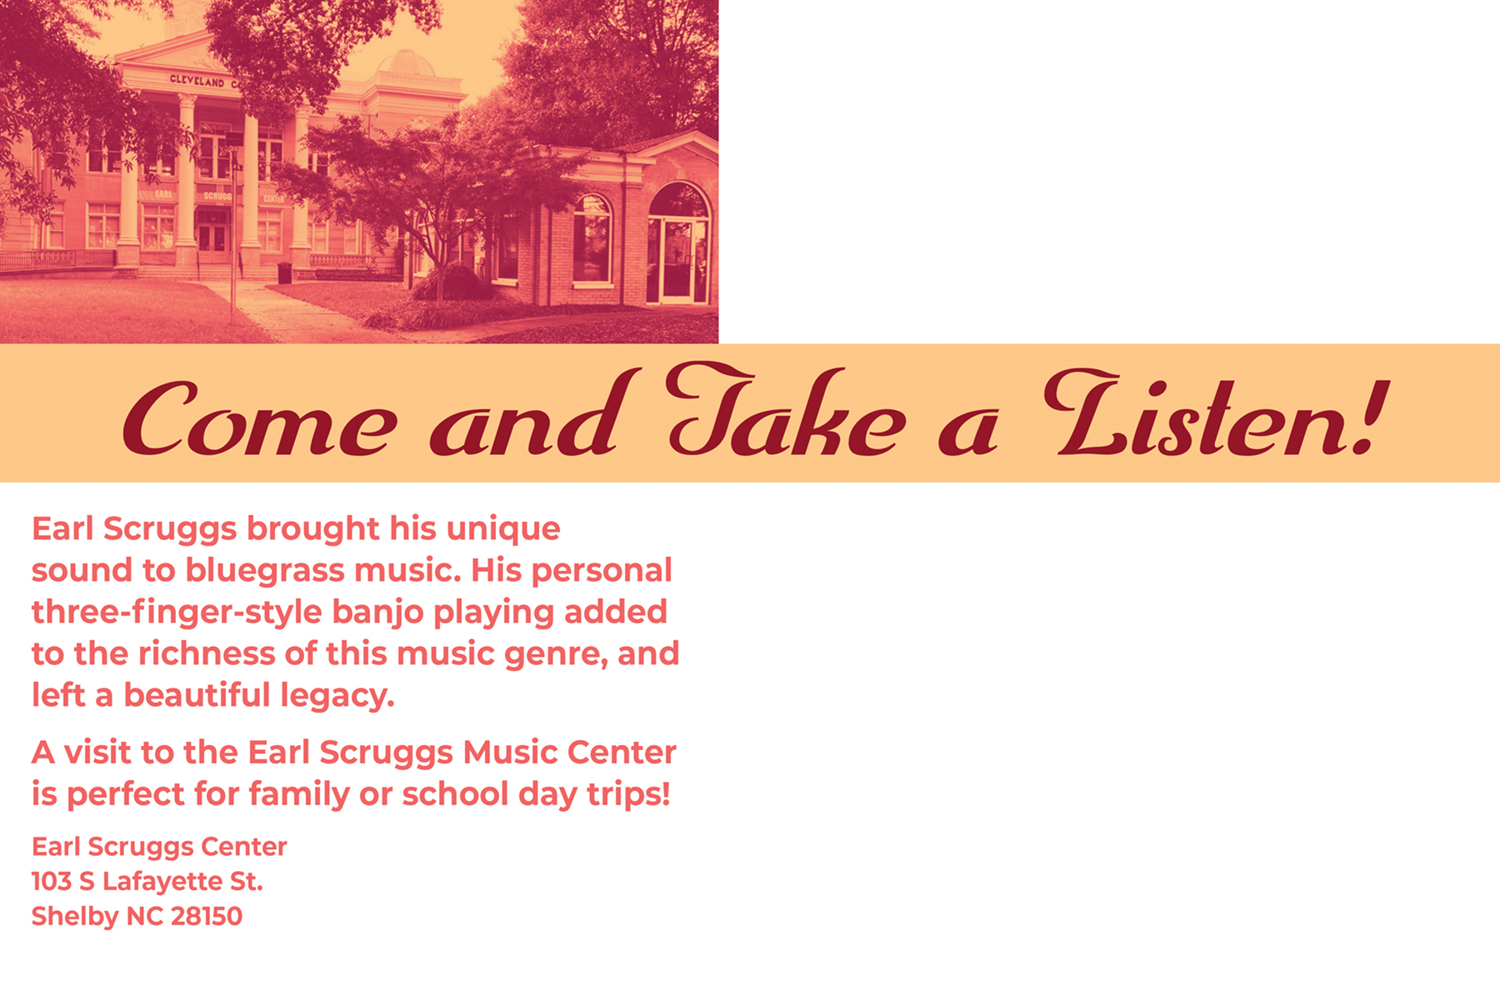 CLEVELAND
EARL SCRUGGS CENTER
Come and Take a Listen!
Earl Scruggs brought his unique
sound to bluegrass music. His personal
three-finger-style banjo playing added
to the richness of this music genre, and
left a beautiful legacy.
A visit to the Earl Scruggs Music Center
is perfect for family or school day trips!
Earl Scruggs Center
103 S Lafayette St.
Shelby NC 28150